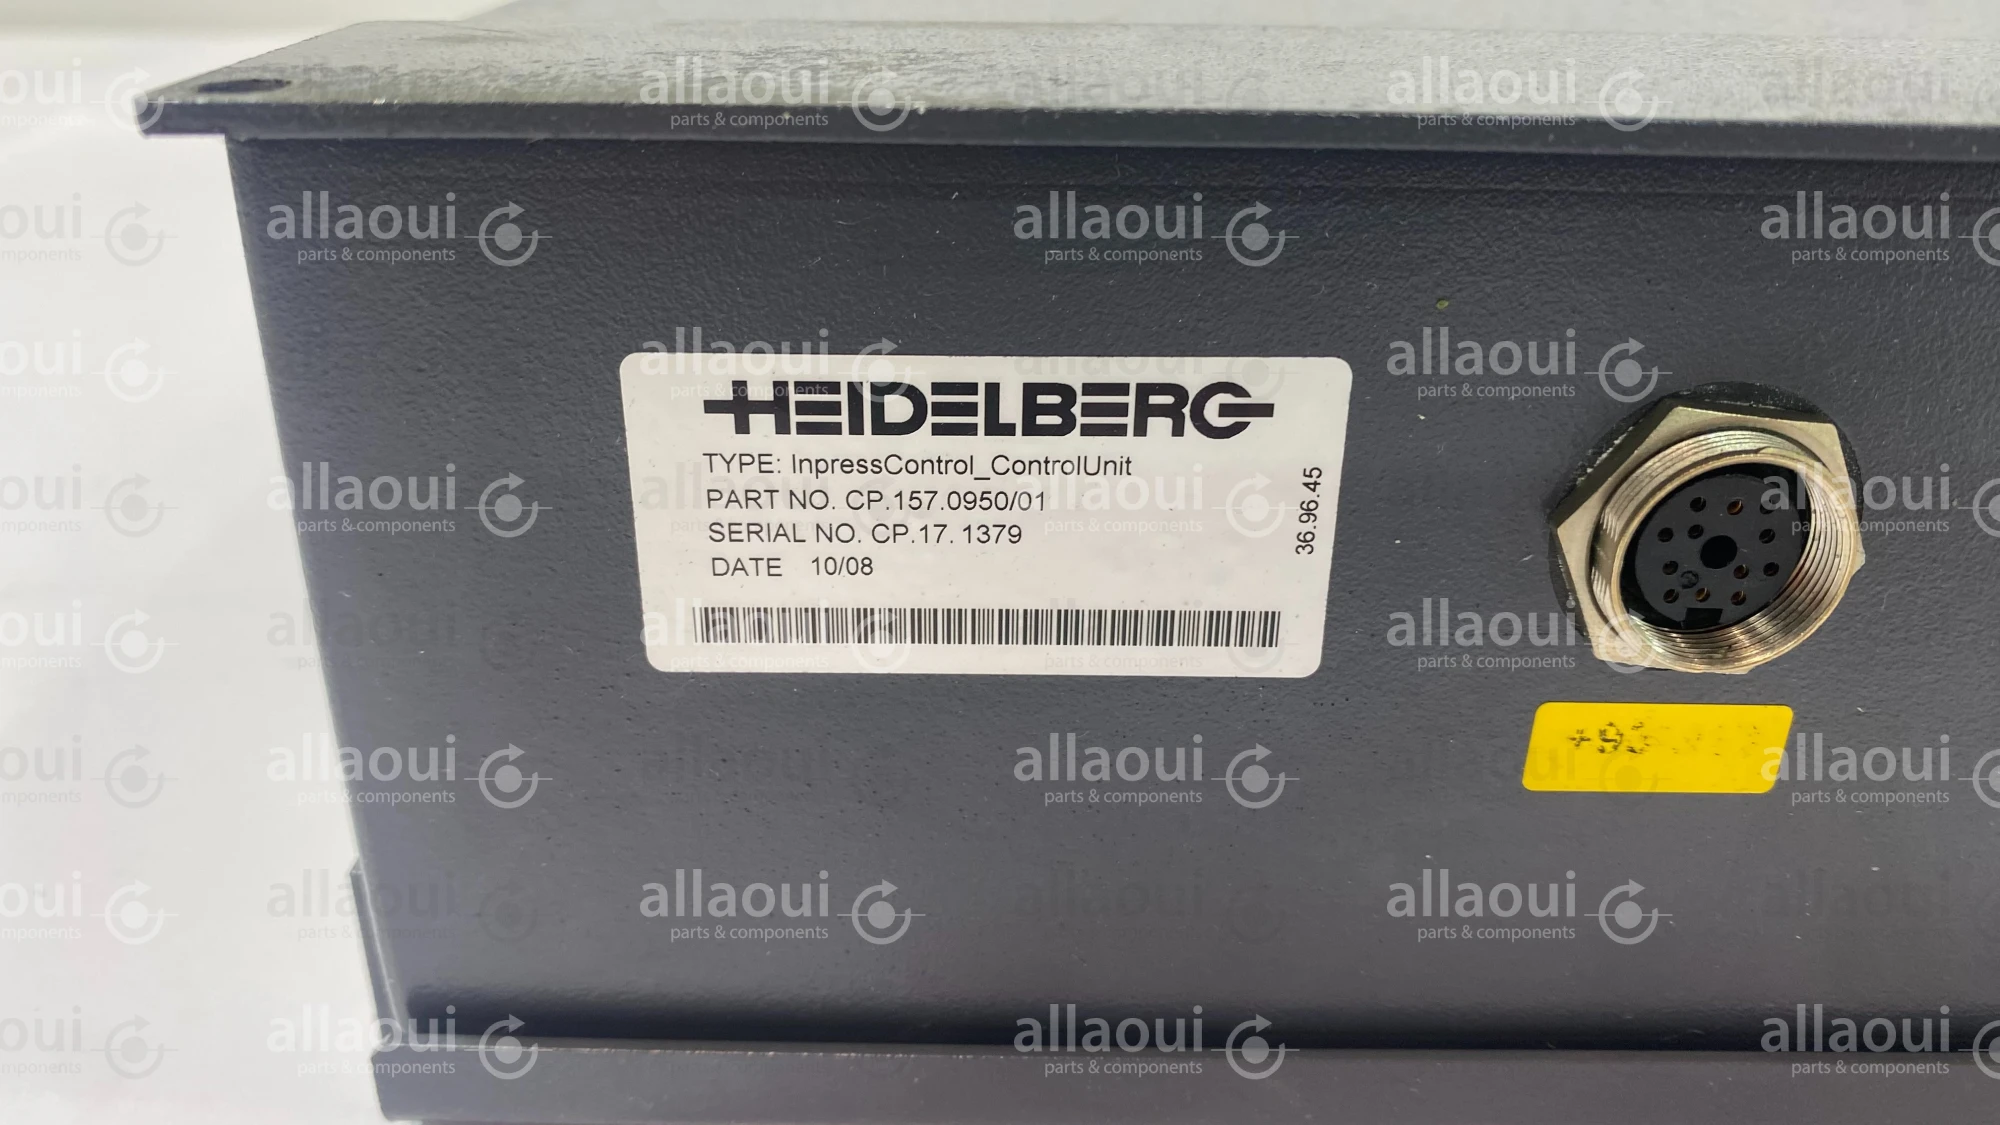 HEIDELBERG
TYPE: InpressControl_ControlUnit
PART NO. CP.157.0950/01
SERIAL NO. CP.17. 1379
DATE 10/08
36.96.45
allaoui
parts & components